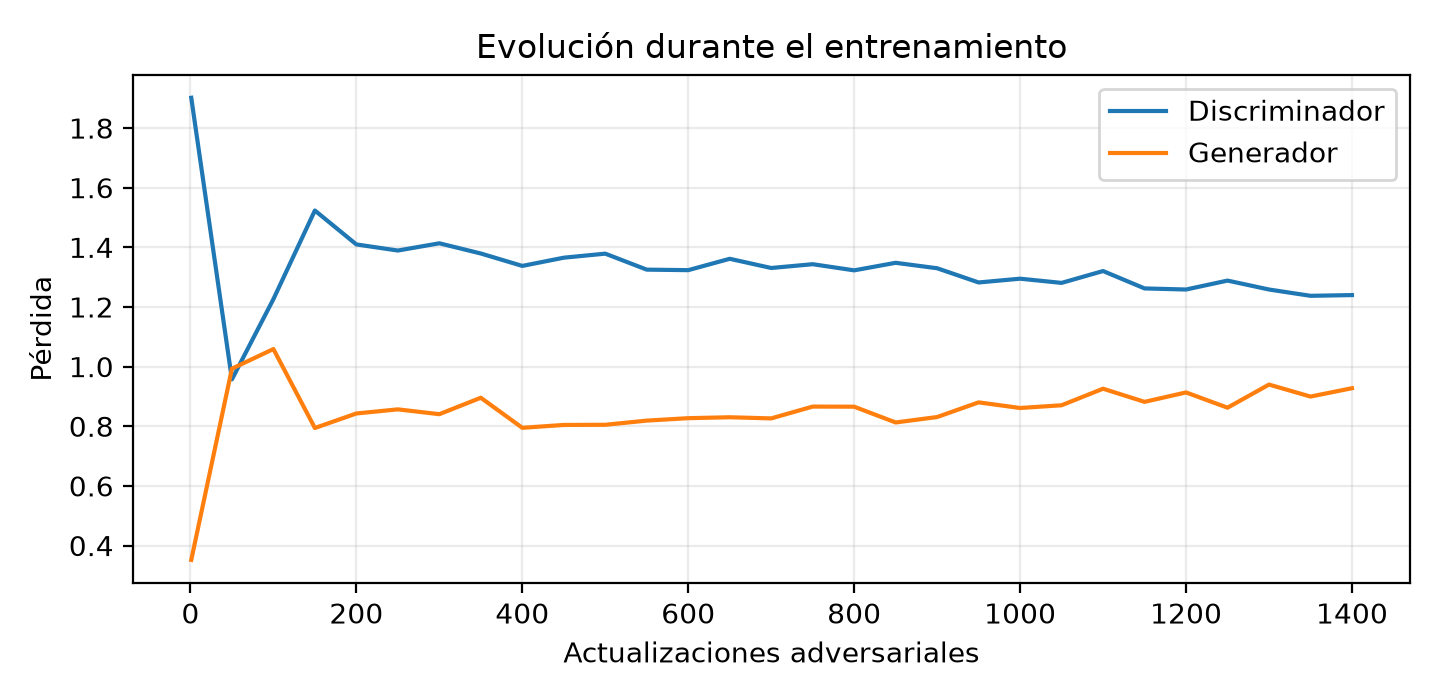 Evolución durante el entrenamiento
Discriminador
Generador
Pérdida
1.8
1.6
1.4
1.2
1.0
0.8
0.6
0.4
0 200 400 600 800 1000 1200 1400
Actualizaciones adversariales